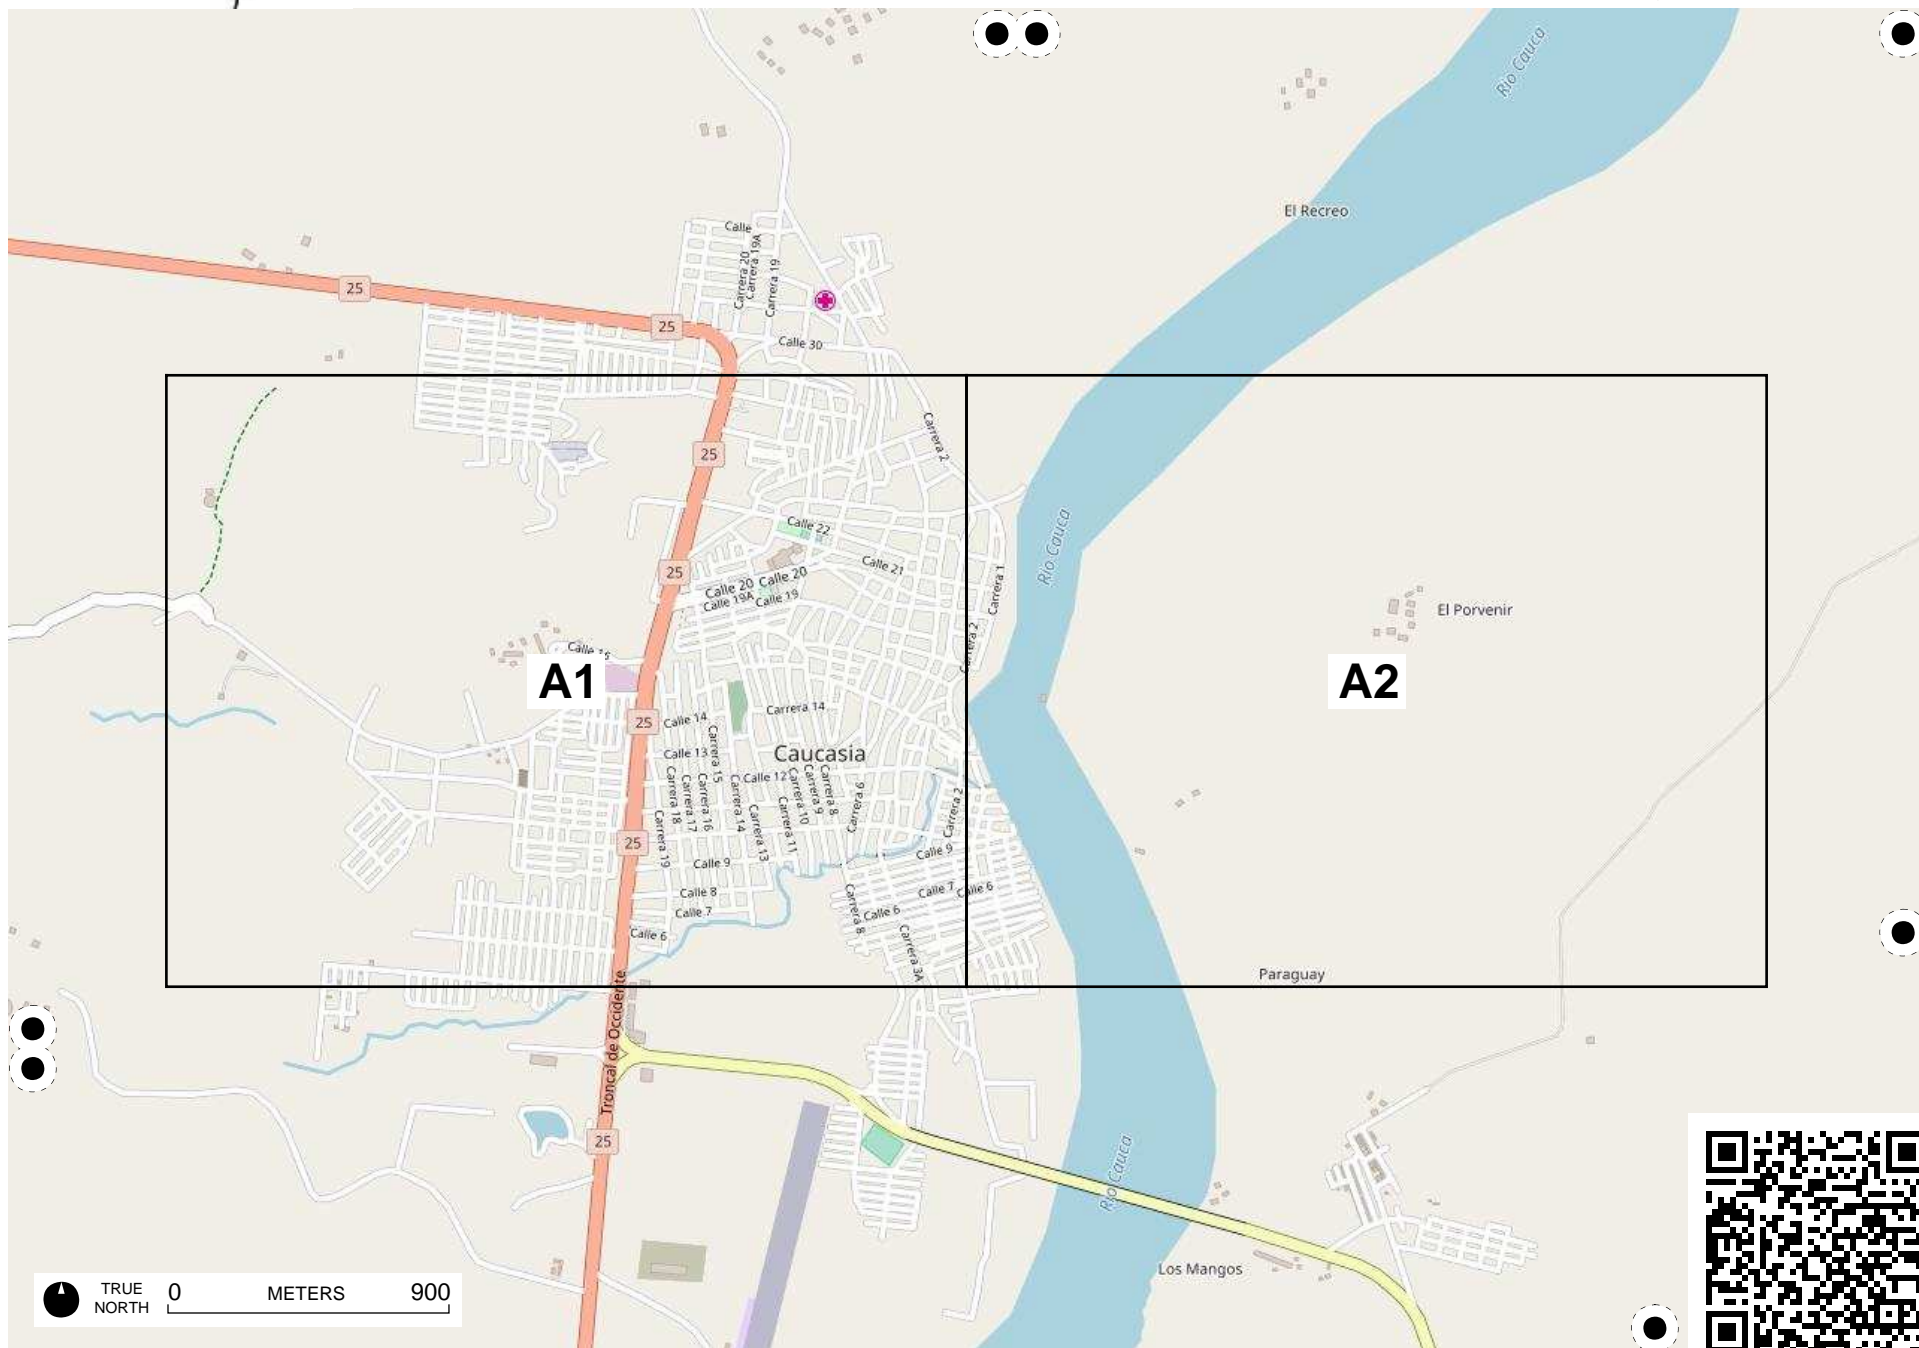 Rio Cauca
El Recreo
Calle
Carrera 20
Carrera 19A
Carrera 19
25
25
Calle 30
Carrera 2
25
Calle 22
Rio Cauca
Calle 21
25
Calle 20
Calle 20
Calle 19A
Calle 19
Carrera 1
El Porvenir
Carrera 2
Calle 15
A1
A2
Carrera 14
Calle 14
25
Carrera 15
Calle 13
Caucasia
Calle 12
Carrera 18
Carrera 17
Carrera 16
Carrera 14
Carrera 10
Carrera 9
Carrera 8
Carrera 9
Carrera 2
Carrera 19
Carrera 13
Carrera 11
25
Calle 9
Calle 9
Calle 8
Calle 7
Calle 6
Carrera 8
Calle 7
Calle 6
Calle 6
Carrera 3A
Paraguay
Troncal de Occidente
25
Rio Cauca
Los Mangos
TRUE
NORTH
0 METERS 900